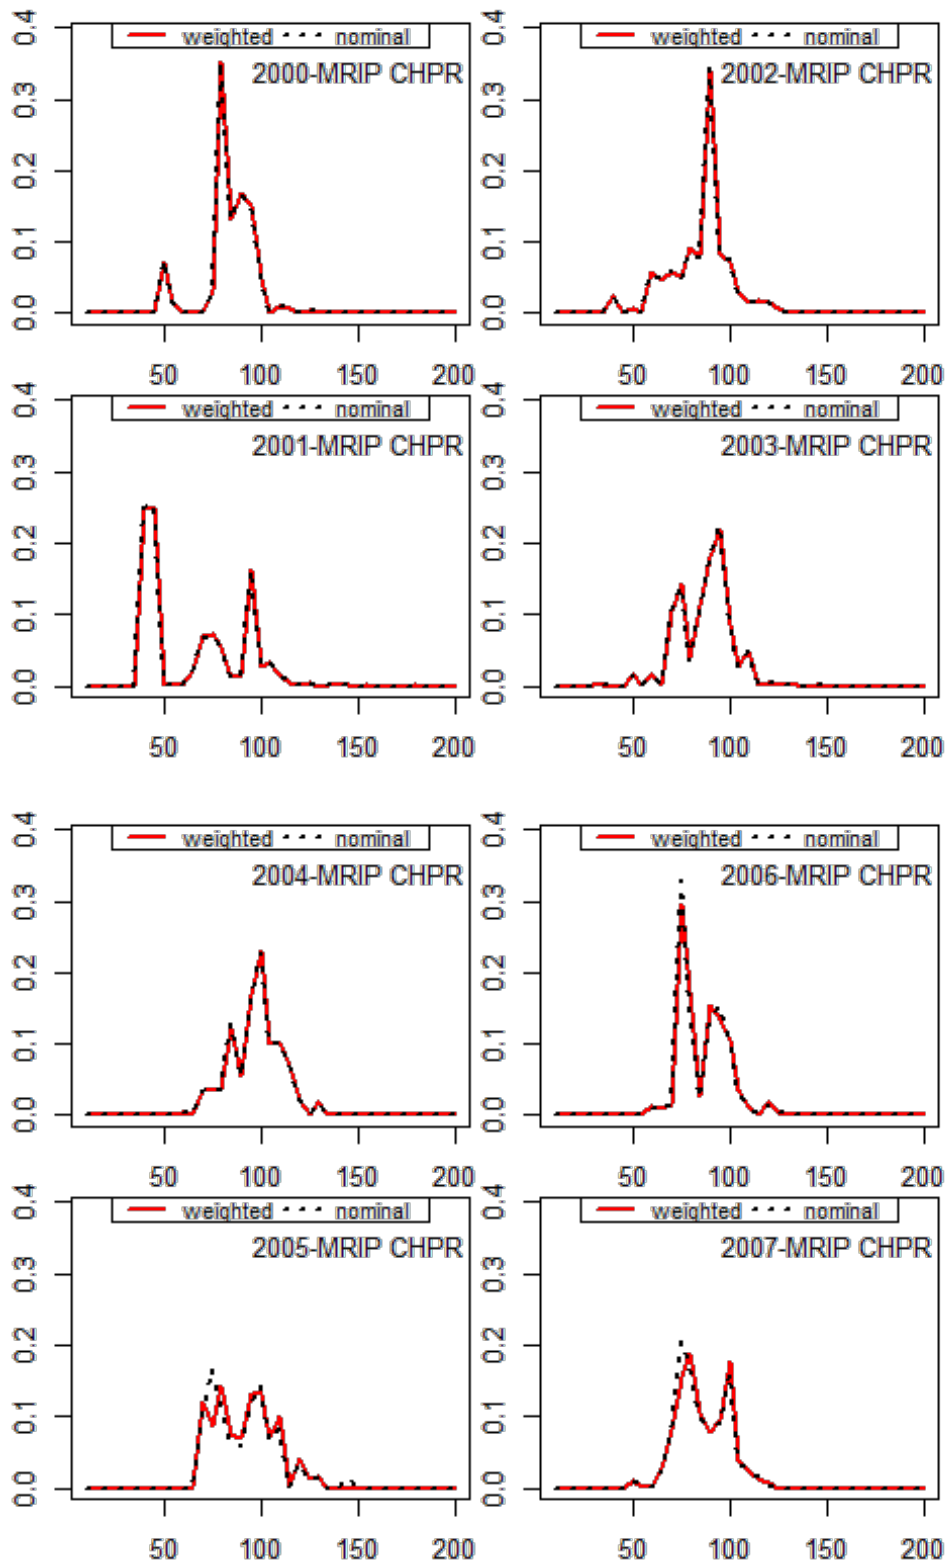 weighted nominal
2000-MRIP CHPR
0.4
0.3
0.2
0.1
0.0
50 100 150 200
weighted nominal
2002-MRIP CHPR
0.4
0.3
0.2
0.1
0.0
50 100 150 200
weighted nominal
2001-MRIP CHPR
0.4
0.3
0.2
0.1
0.0
50 100 150 200
weighted nominal
2003-MRIP CHPR
0.4
0.3
0.2
0.1
0.0
50 100 150 200
weighted nominal
2004-MRIP CHPR
0.4
0.3
0.2
0.1
0.0
50 100 150 200
weighted nominal
2006-MRIP CHPR
0.4
0.3
0.2
0.1
0.0
50 100 150 200
weighted nominal
2005-MRIP CHPR
0.4
0.3
0.2
0.1
0.0
50 100 150 200
weighted nominal
2007-MRIP CHPR
0.4
0.3
0.2
0.1
0.0
50 100 150 200